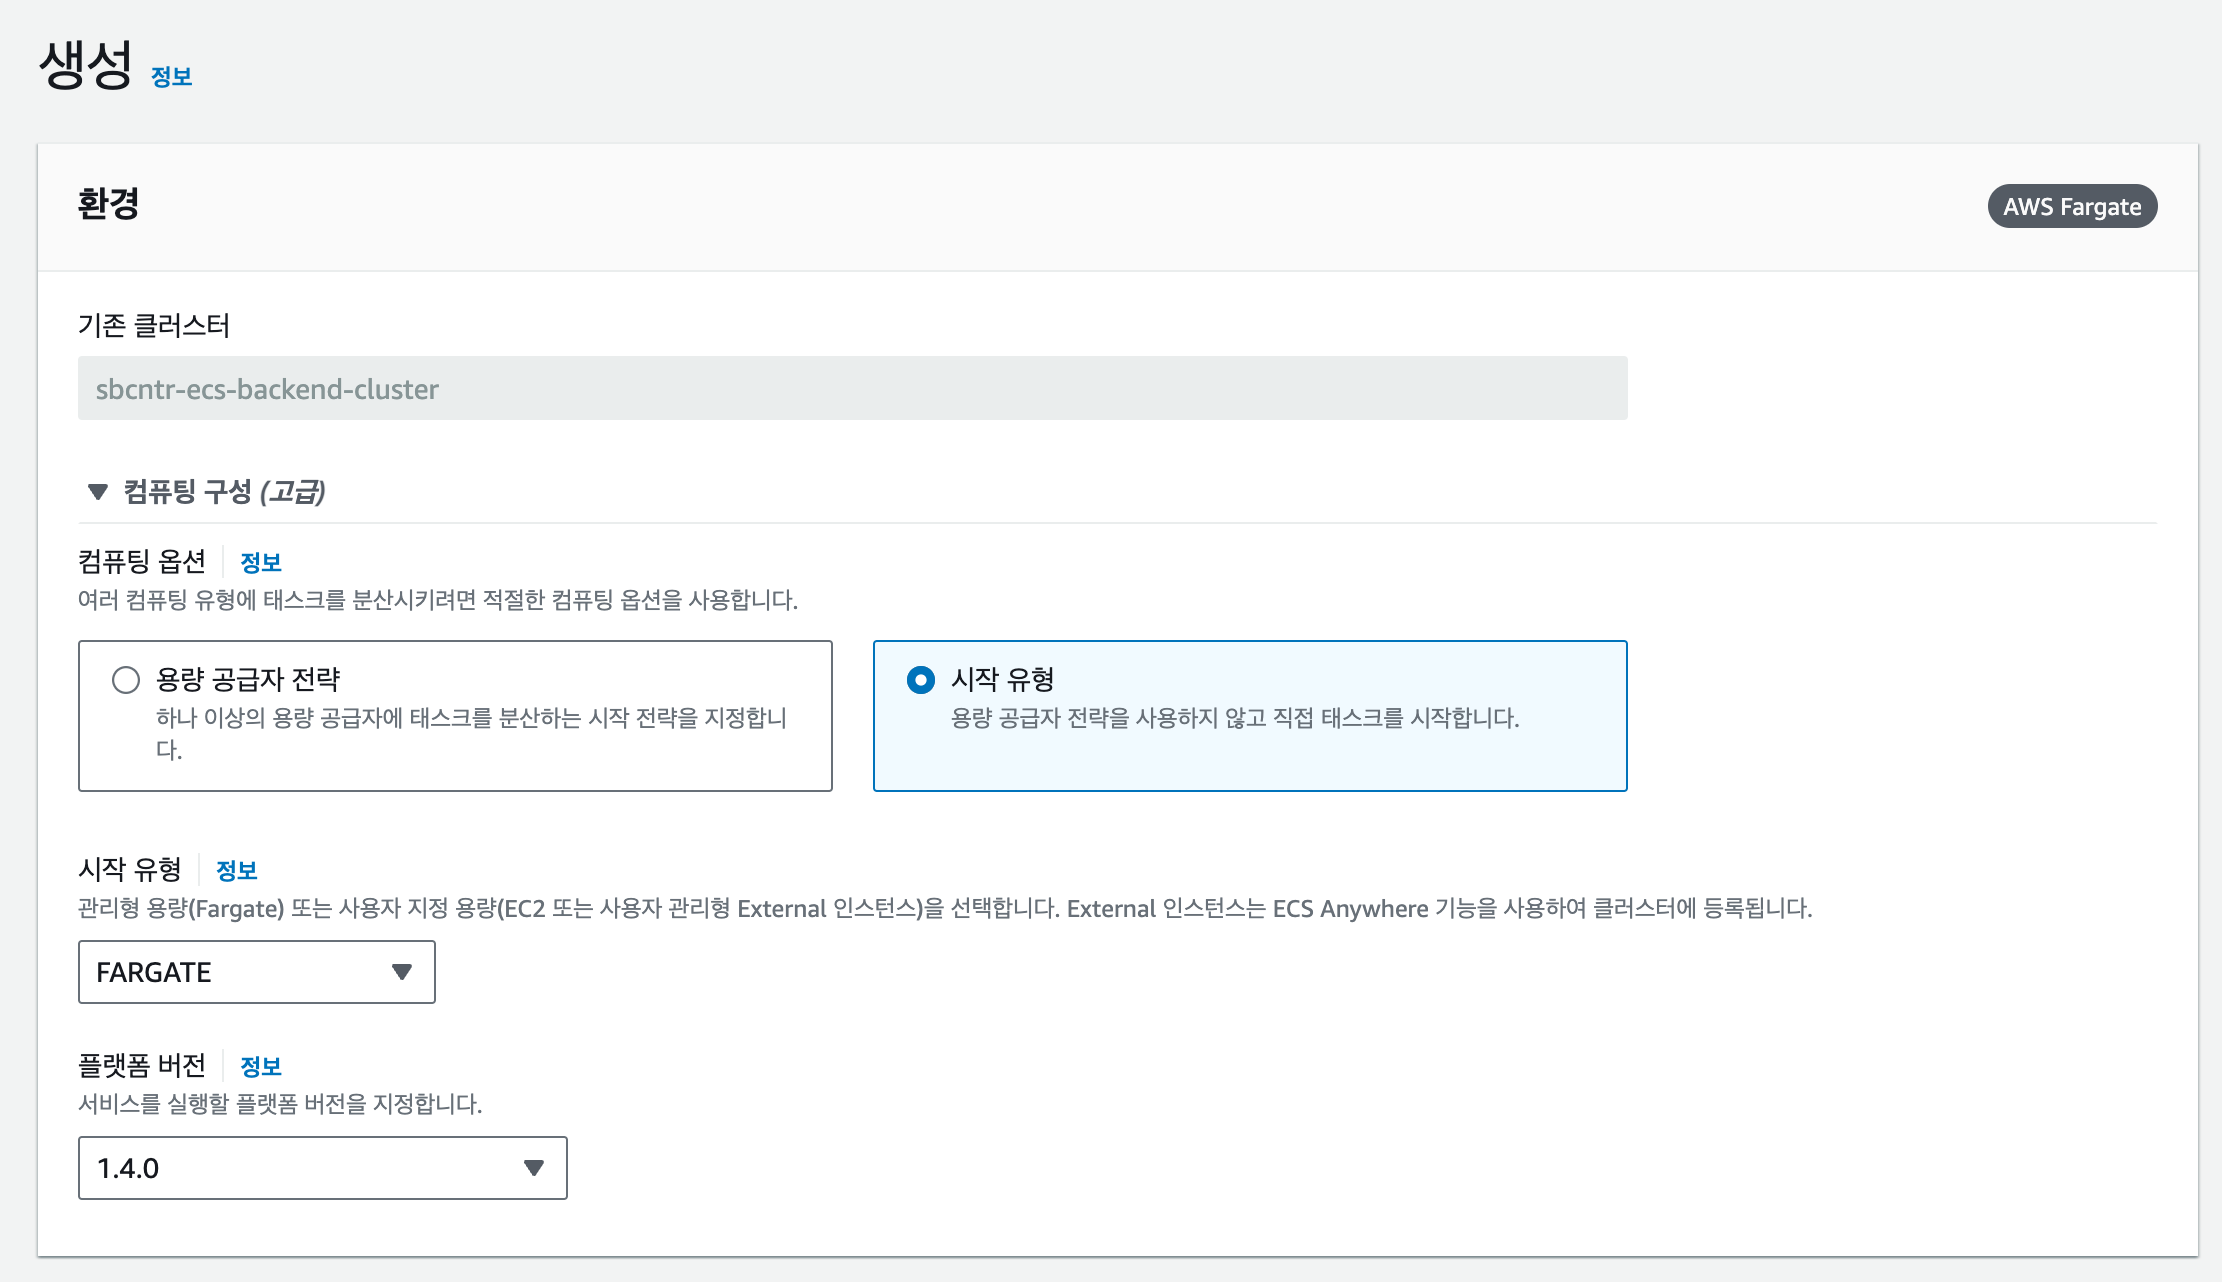 생성 정보
환경 AWS Fargate
기존 클러스터
sbcntr-ecs-backend-cluster
컴퓨팅 구성 (고급)
컴퓨팅 옵션 정보
여러 컴퓨팅 유형에 태스크를 분산시키려면 적절한 컴퓨팅 옵션을 사용합니다.
용량 공급자 전략
하나 이상의 용량 공급자에 태스크를 분산하는 시작 전략을 지정합니
다.
시작 유형
용량 공급자 전략을 사용하지 않고 직접 태스크를 시작합니다.
시작 유형 정보
관리형 용량(Fargate) 또는 사용자 지정 용량(EC2 또는 사용자 관리형 External 인스턴스)을 선택합니다. External 인스턴스는 ECS Anywhere 기능을 사용하여 클러스터에 등록됩니다.
FARGATE
플랫폼 버전 정보
서비스를 실행할 플랫폼 버전을 지정합니다.
1.4.0